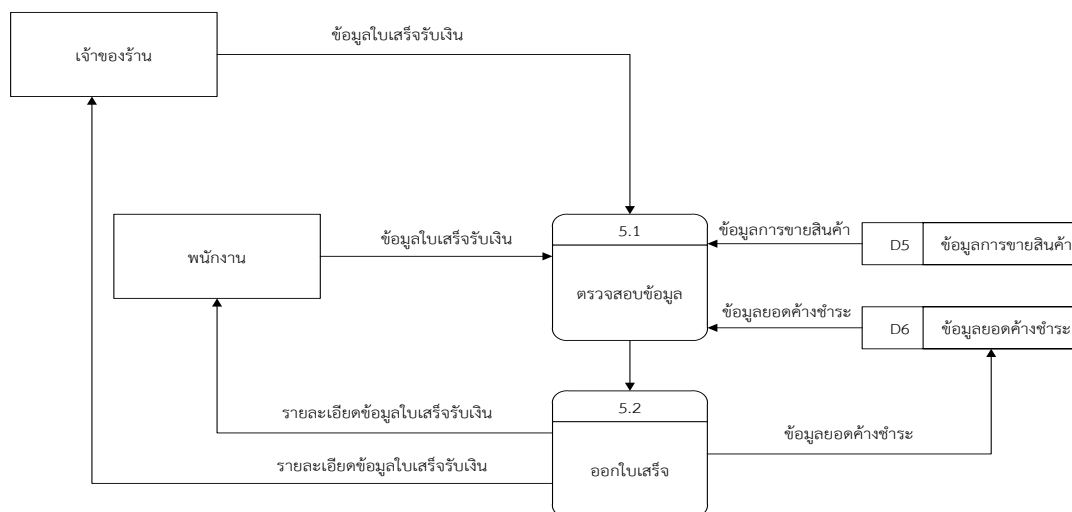 ข้อมูลใบเสร็จรับเงิน
เจ้าของร้าน
5.1
ข้อมูลการขายสินค้า
ข้อมูลใบเสร็จรับเงิน
D5
ข้อมูลการขายสินค้า
พนักงาน
ตรวจสอบข้อมูล
ข้อมูลยอดค้างชำระ
D6
ข้อมูลยอดค้างชำระ
5.2
รายละเอียดข้อมูลใบเสร็จรับเงิน
ข้อมูลยอดค้างชำระ
รายละเอียดข้อมูลใบเสร็จรับเงิน
ออกใบเสร็จ